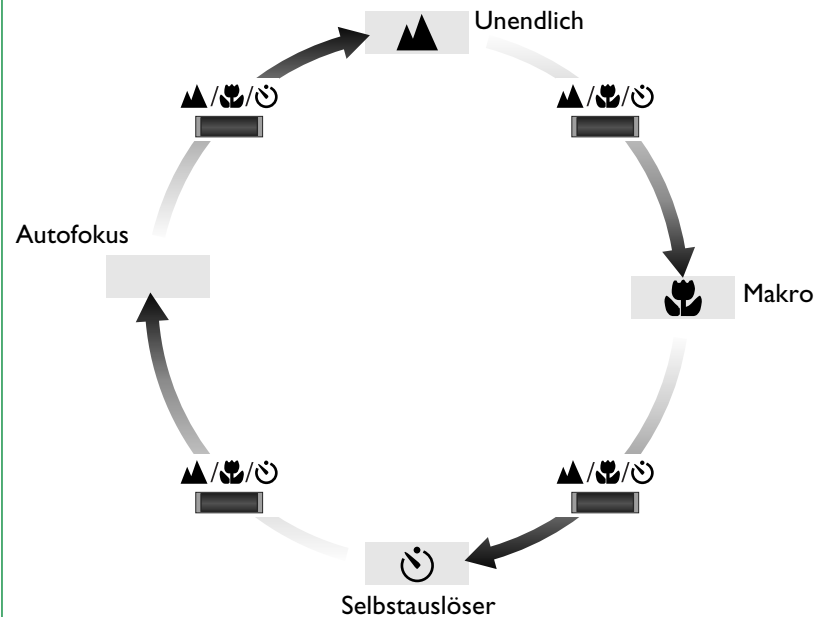 Unendlich
/ /
/ /
Autofokus
Makro
/ /
/ /
Selbstauslöser